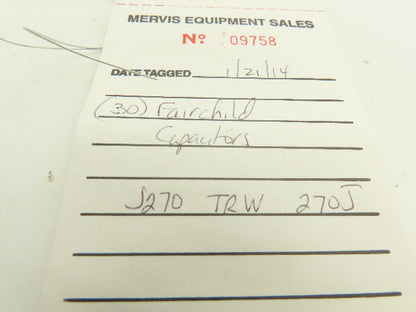 MERVIS EQUIPMENT SALES
No 09758
DATE TAGGED 1/21/14
(30) Fairchild
Capacitors
J270 TRW 270J